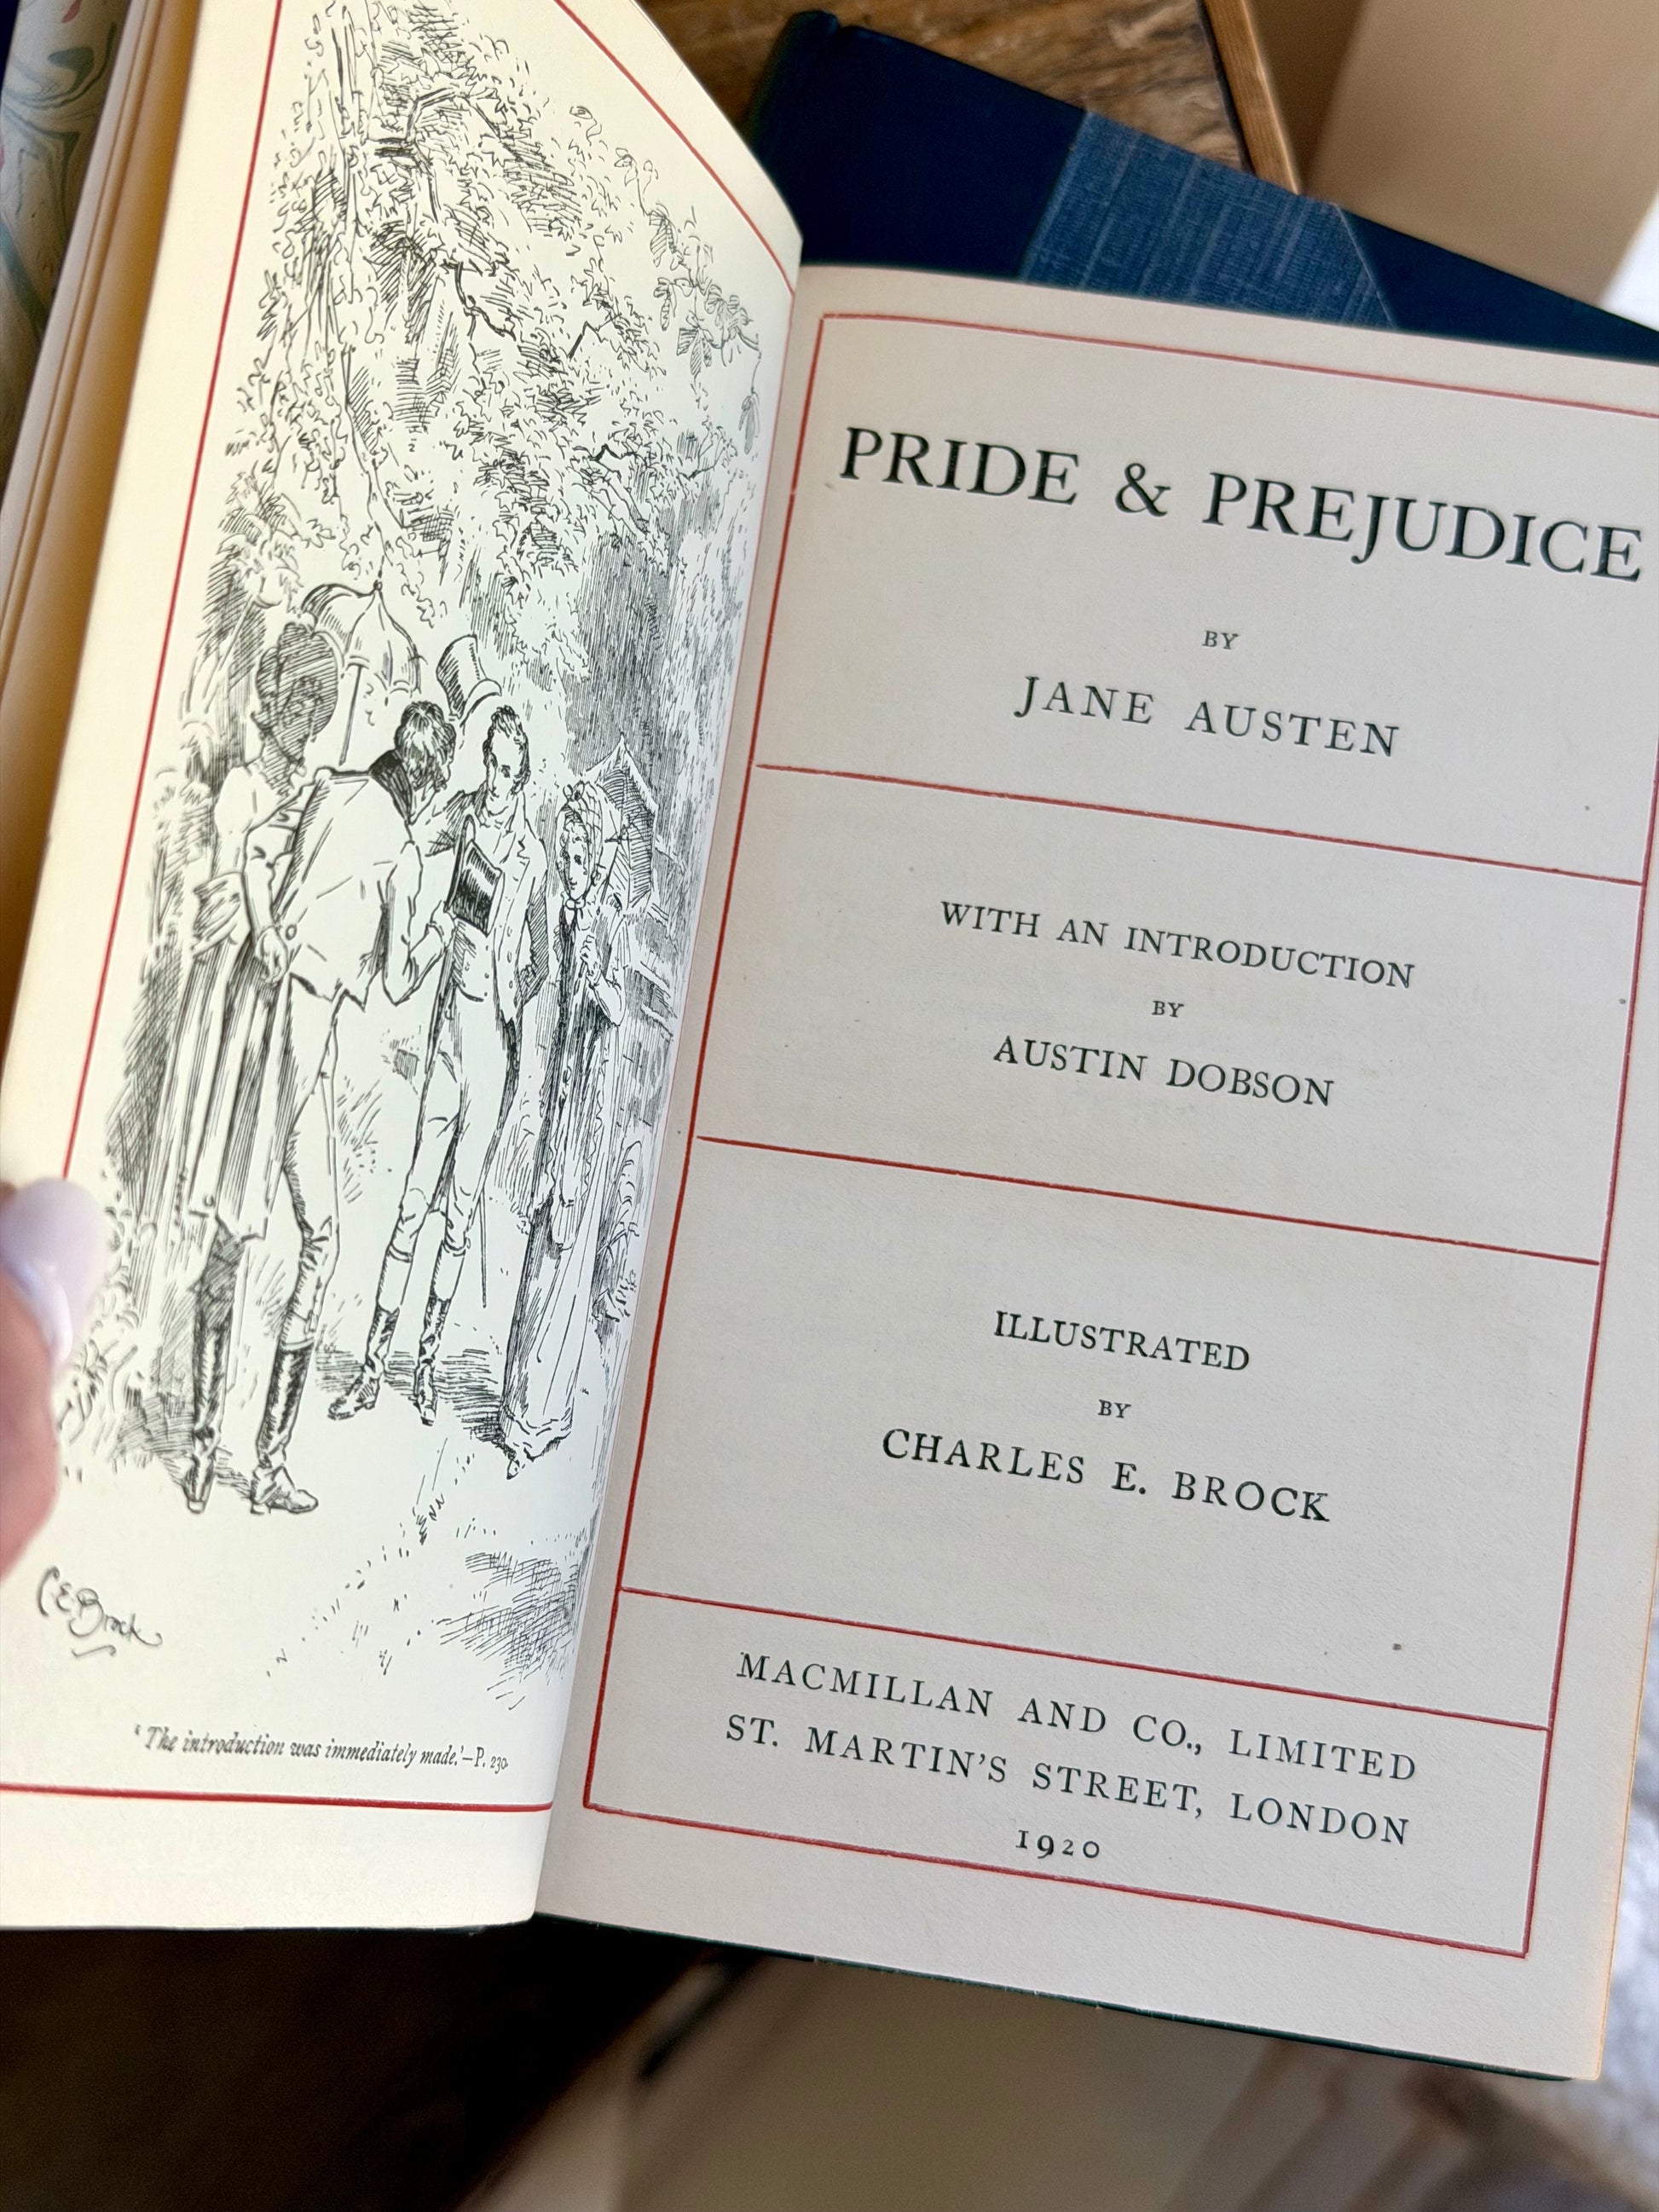 C E Brock
‘The introduction was immediately made.’—P. 230.
PRIDE & PREJUDICE
BY
JANE AUSTEN
WITH AN INTRODUCTION
BY
AUSTIN DOBSON
ILLUSTRATED
BY
CHARLES E. BROCK
MACMILLAN AND CO., LIMITED
ST. MARTIN’S STREET, LONDON
1920